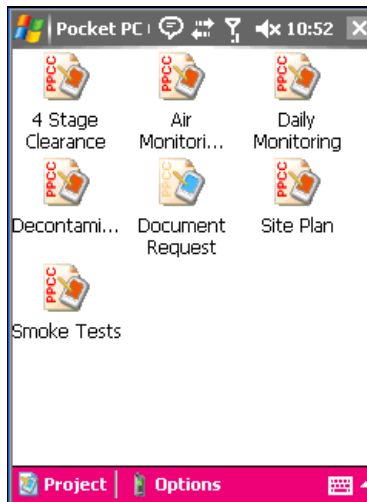 Pocket PC 10:52
PPCC PPCC PPCC
4 Stage Air Daily
Clearance Monitori... Monitoring
PPCC PPCC PPCC
Decontami... Document Site Plan
Request
PPCC
Smoke Tests
Project Options